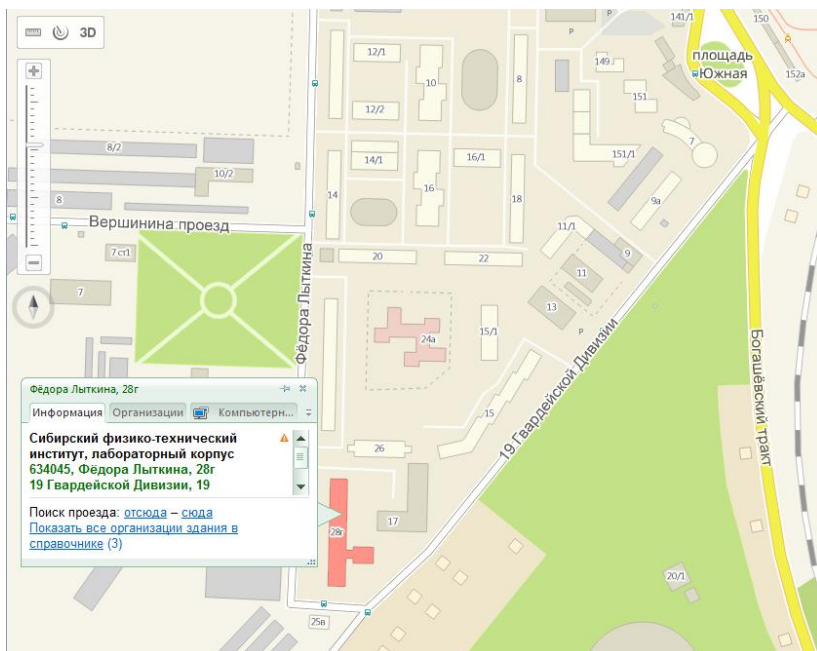 3D
141/1
150
152а
площадь
Южная
12/1
10
8
149
151
12/2
151/1
7
8/2
14/1
16/1
10/2
14
16
18
9а
8
Вершинина проезд
11/1
9
7 ст1
20
22
11
7
13
Фёдора Лыткина
24а
15/1
19 Гвардейской Дивизии
Богашёвский тракт
15
Фёдора Лыткина, 28г
Информация
Организации
Компьютерн...
Сибирский физико-технический
институт, лабораторный корпус
634045, Фёдора Лыткина, 28г
19 Гвардейской Дивизии, 19
Поиск проезда: отсюда – сюда
Показать все организации здания в
справочнике (3)
26
17
28г
20/1
25в
P
P
P